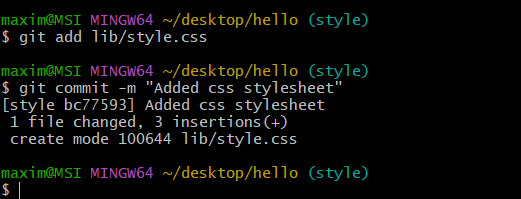 maxim@MSI MINGW64 ~/desktop/hello (style)
$ git add lib/style.css
maxim@MSI MINGW64 ~/desktop/hello (style)
$ git commit -m "Added css stylesheet"
[style bc77593] Added css stylesheet
 1 file changed, 3 insertions(+)
 create mode 100644 lib/style.css
maxim@MSI MINGW64 ~/desktop/hello (style)
$